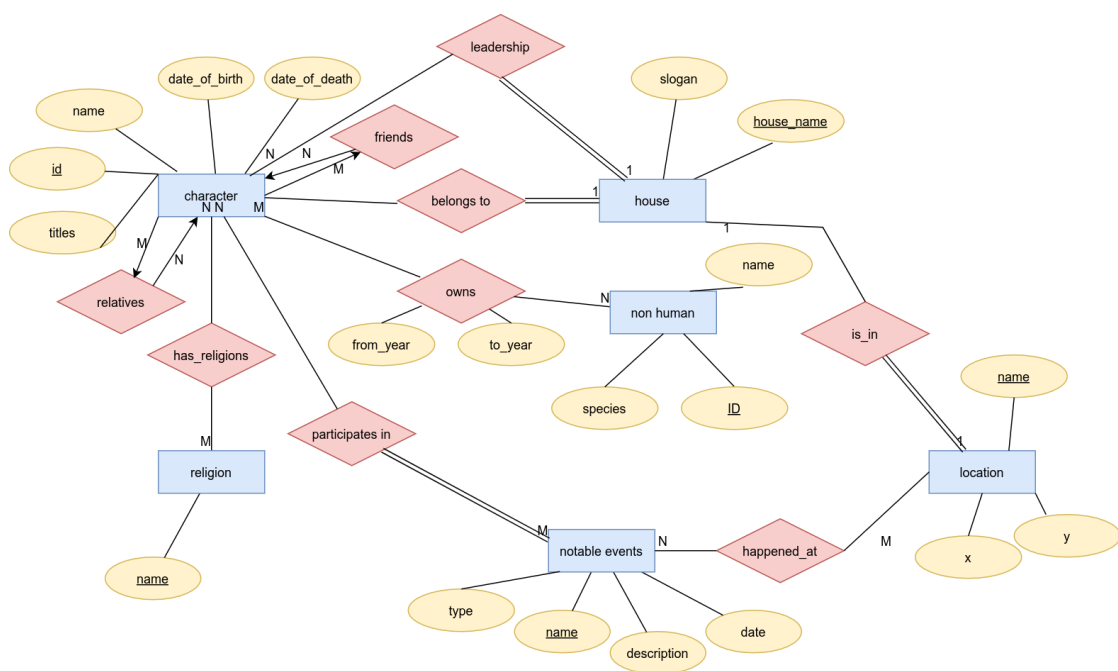 leadership
date_of_birth
date_of_death
slogan
name
house_name
friends
N
N
M
1
id
character
N N
M
belongs to
1
house
titles
M
N
1
relatives
owns
N
non human
name
from_year
to_year
is_in
has_religions
species
ID
name
participates in
M
religion
1
location
M
notable events
N
happened_at
M
x
y
name
type
name
description
date